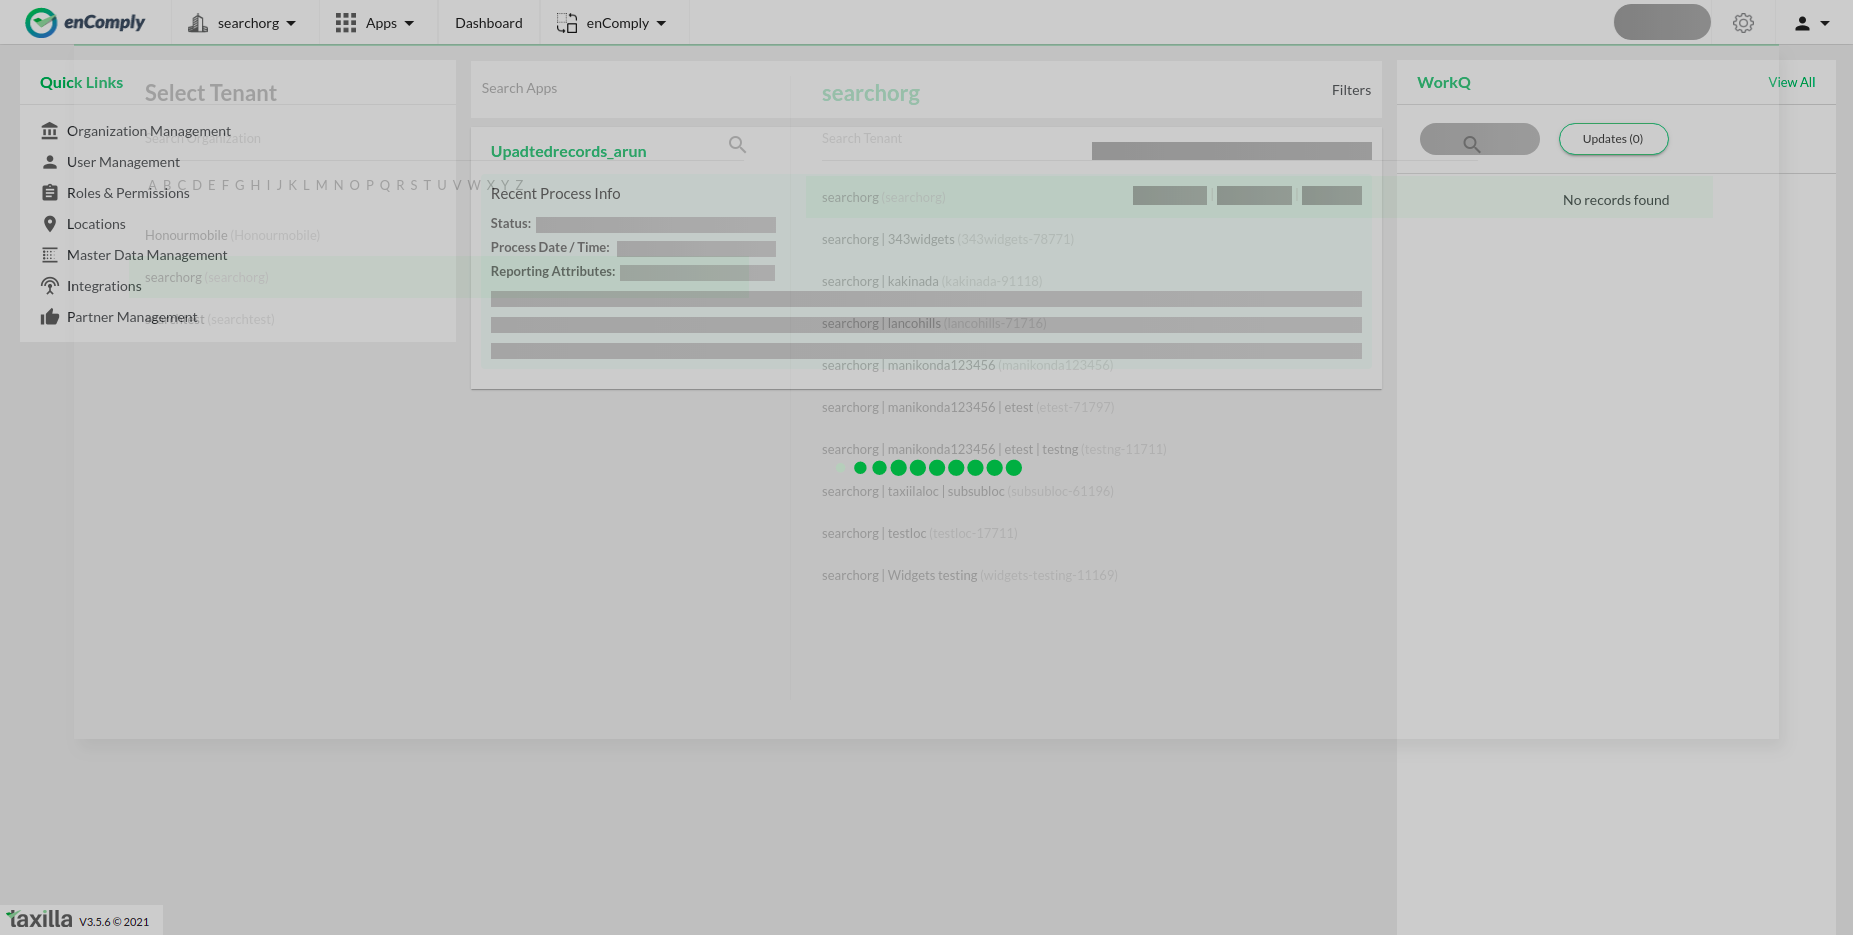 enComply
searchorg
Apps
Dashboard
enComply
Quick Links
Organization Management
User Management
Roles & Permissions
Locations
Master Data Management
Integrations
Partner Management
Select Tenant
Search Organization
A B C D E F G H I J K L M N O P Q R S T U V W X Y Z
Honourmobile (Honourmobile)
searchorg (searchorg)
searchtest (searchtest)
Search Apps
Filters
Upadtedrecords_arun
Recent Process Info
Status:
Process Date / Time:
Reporting Attributes:
searchorg
Search Tenant
searchorg (searchorg)
searchorg | 343widgets (343widgets-78771)
searchorg | kakinada (kakinada-91118)
searchorg | lancohills (lancohills-71716)
searchorg | manikonda123456 (manikonda123456)
searchorg | manikonda123456 | etest (etest-71797)
searchorg | manikonda123456 | etest | testng (testng-11711)
searchorg | taxiilaloc | subsubloc (subsubloc-61196)
searchorg | testloc (testloc-17711)
searchorg | Widgets testing (widgets-testing-11169)
WorkQ
View All
Updates (0)
No records found
taxilla V3.5.6 © 2021